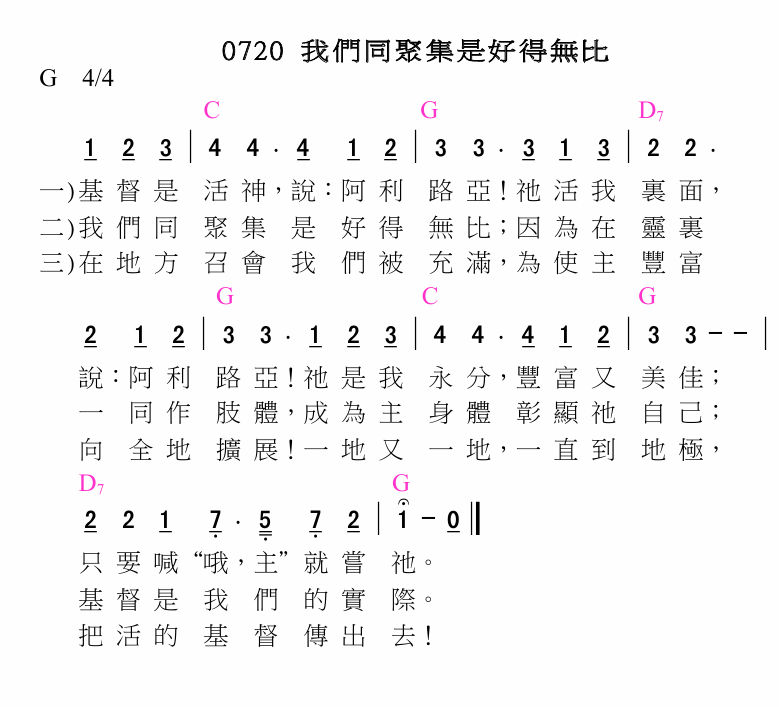 0720 我們同聚集是好得無比
G 4/4
C G D7
1 2 3 | 4 4 . 4 1 2 | 3 3 . 3 1 3 | 2 2 .
一)基督是 活神，說：阿利 路亞！祂活我 裏面，
二)我們同 聚集是好得 無比；因為在 靈裏
三)在地方 召會我們被 充滿，為使主 豐富
G C G
2 1 2 | 3 3 . 1 2 3 | 4 4 . 4 1 2 | 3 3 – – |
說：阿利 路亞！祂是我 永分，豐富又 美佳；
一同作 肢體，成為主 身體彰顯祂 自己；
向全地 擴展！一地又 一地，一直到 地極，
D7 G
2 2 1 7 . 5 7 2 | 1 – 0 ||
只要喊“哦，主”就嘗 祂。
基督是我們的實 際。
把活的基督傳出 去！